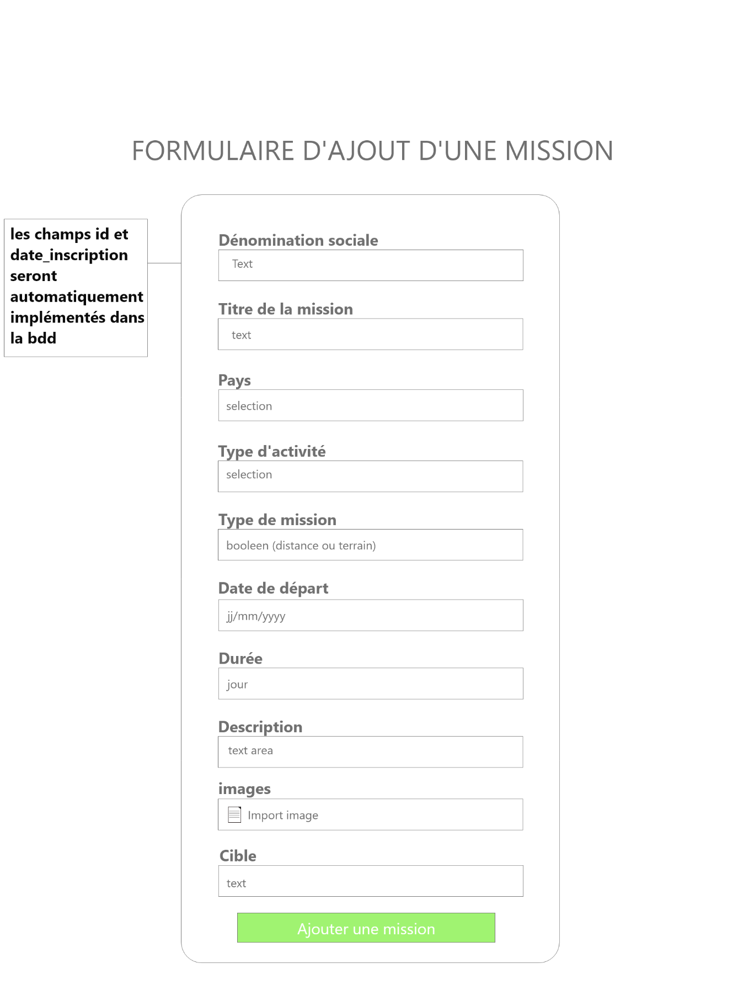 FORMULAIRE D'AJOUT D'UNE MISSION
les champs id et
date_inscription
seront
automatiquement
implémentés dans
la bdd
Dénomination sociale
Text
Titre de la mission
text
Pays
selection
Type d'activité
selection
Type de mission
booleen (distance ou terrain)
Date de départ
jj/mm/yyyy
Durée
jour
Description
text area
images
Import image
Cible
text
Ajouter une mission